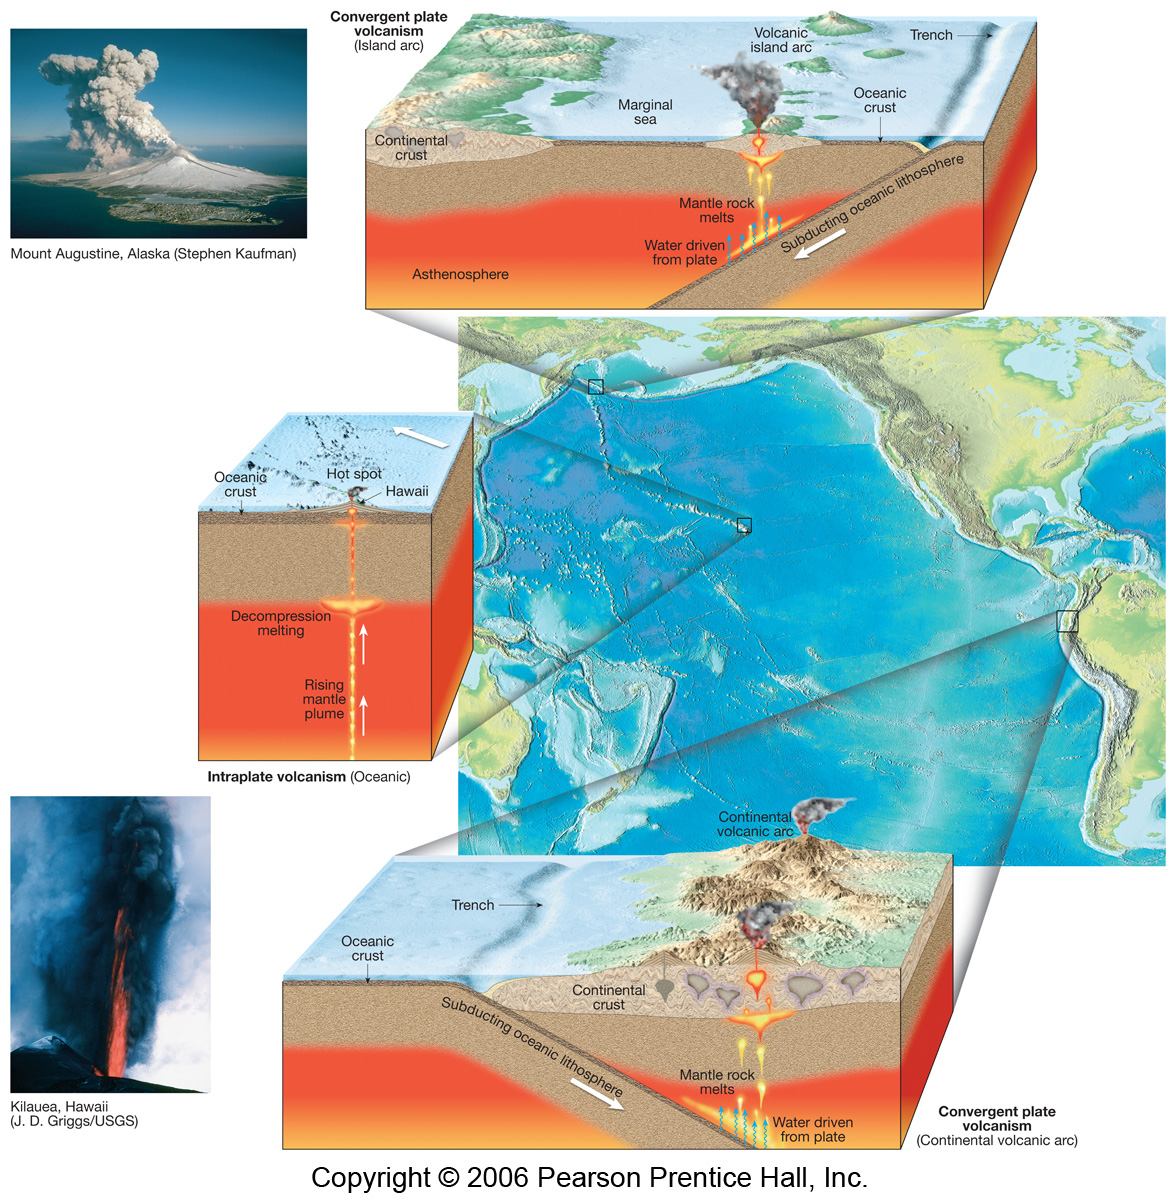 Convergent plate
volcanism
(Island arc)
Volcanic
island arc
Trench
Oceanic
crust
Marginal
sea
Continental
crust
Mantle rock
melts
Subducting oceanic lithosphere
Water driven
from plate
Asthenosphere
Mount Augustine, Alaska (Stephen Kaufman)
Oceanic
crust
Hot spot
Hawaii
Decompression
melting
Rising
mantle
plume
Intraplate volcanism (Oceanic)
Kilauea, Hawaii
(J. D. Griggs/USGS)
Continental
volcanic arc
Trench
Oceanic
crust
Continental
crust
Subducting oceanic lithosphere
Mantle rock
melts
Water driven
from plate
Convergent plate
volcanism
(Continental volcanic arc)
Copyright © 2006 Pearson Prentice Hall, Inc.